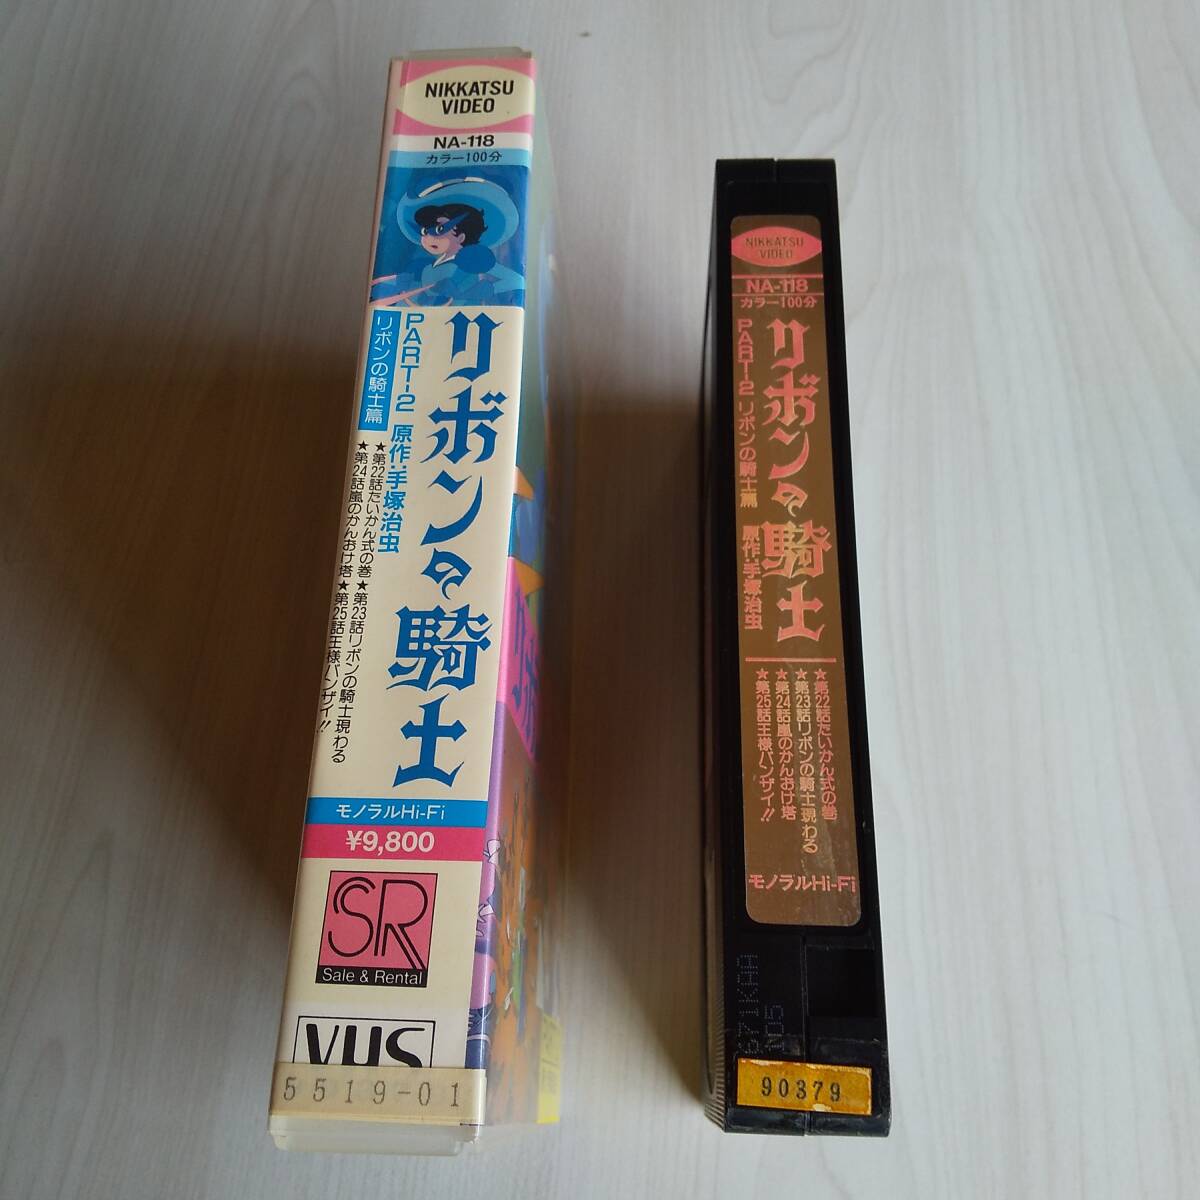 NIKKATSU
VIDEO
NA-118
カラー100分
リボンの騎士
PART-2 原作:手塚治虫
リボンの騎士篇
★第22話たいかん式の巻★第23話リボンの騎士現わる
★第24話嵐のかんおけ塔★第25話王様バンザイ!!
モノラルHi-Fi
¥9,800
SR
Sale & Rental
VHS
5519-01
NIKKATSU
VIDEO
NA-118
カラー100分
リボンの騎士
PART-2 リボンの騎士篇 原作:手塚治虫
★第22話たいかん式の巻
★第23話リボンの騎士現わる
★第24話嵐のかんおけ塔
★第25話王様バンザイ!!
モノラルHi-Fi
671KAA
105
90379